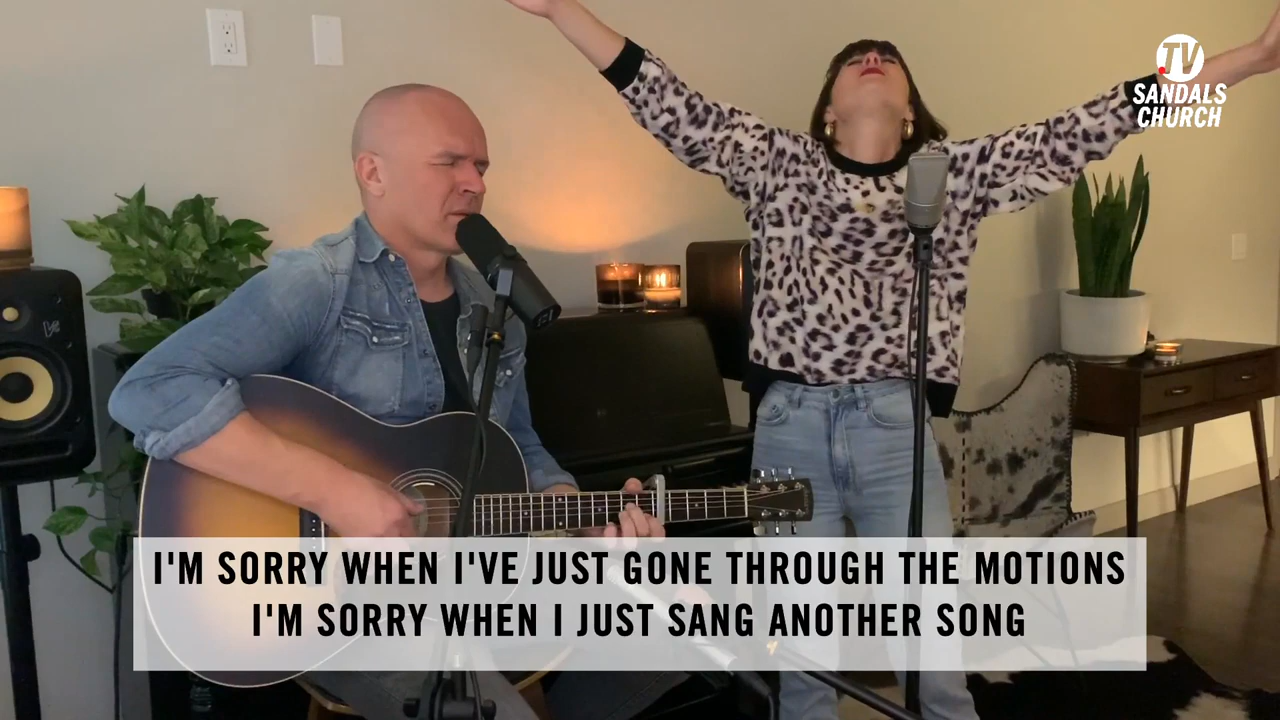 .TV
SANDALS
CHURCH
I'M SORRY WHEN I'VE JUST GONE THROUGH THE MOTIONS
I'M SORRY WHEN I JUST SANG ANOTHER SONG